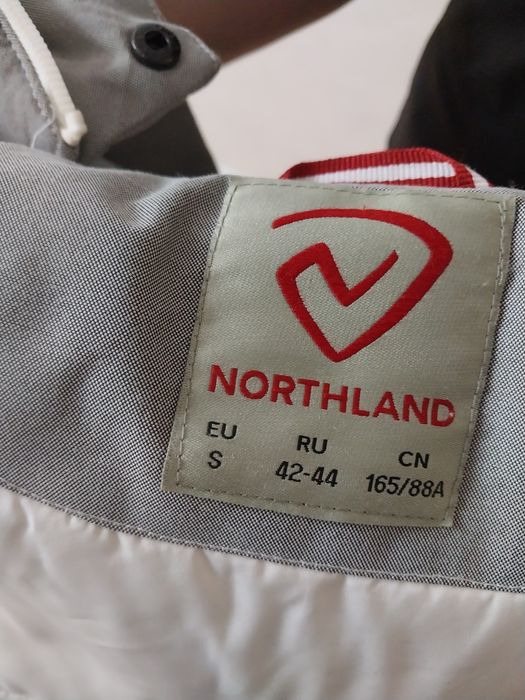 NORTHLAND
EU RU CN
S 42-44 165/88A